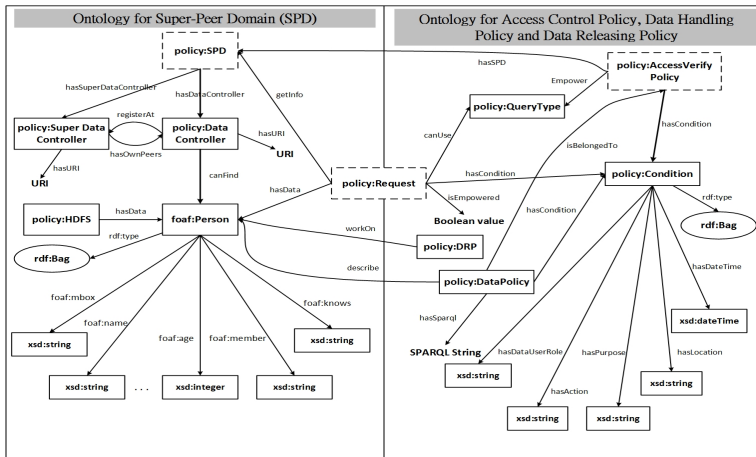 Ontology for Super-Peer Domain (SPD)
Ontology for Access Control Policy, Data Handling
Policy and Data Releasing Policy
policy:SPD
hasSPD
policy:AccessVerify
Policy
Empower
hasSuperDataController
hasDataController
getInfo
policy:QueryType
registerAt
hasCondition
policy:Super Data
Controller
policy:Data
Controller
hasURI
canUse
isBelongedTo
hasOwnPeers
URI
hasURI
URI
canFind
policy:Request
hasCondition
policy:Condition
hasData
isEmpowered
rdf:type
Boolean value
hasCondition
policy:HDFS
hasData
foaf:Person
rdf:Bag
rdf:type
workOn
policy:DRP
rdf:Bag
describe
policy:DataPolicy
hasDateTime
foaf:mbox
foaf:knows
hasSparql
xsd:dateTime
foaf:name
foaf:age
foaf:member
xsd:string
xsd:string
SPARQL String
hasDataUserRole
hasPurpose
hasLocation
xsd:string
xsd:string
xsd:string
...
xsd:integer
xsd:string
hasAction
xsd:string
xsd:string